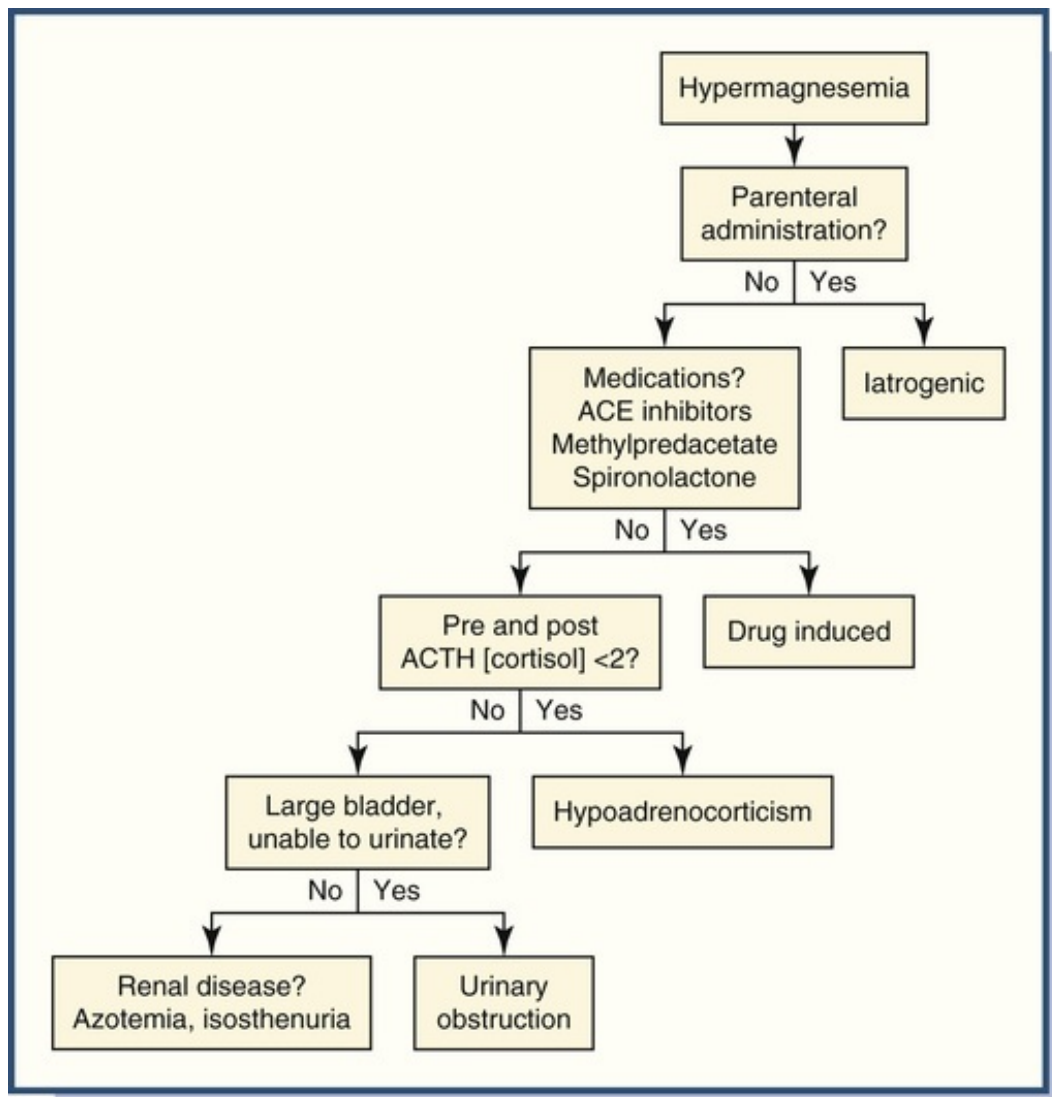 Hypermagnesemia
Parenteral
administration?
No Yes
Medications?
ACE inhibitors
Methylpredacetate
Spironolactone
Iatrogenic
No Yes
Pre and post
ACTH [cortisol] <2?
Drug induced
No Yes
Large bladder,
unable to urinate?
Hypoadrenocorticism
No Yes
Renal disease?
Azotemia, isosthenuria
Urinary
obstruction